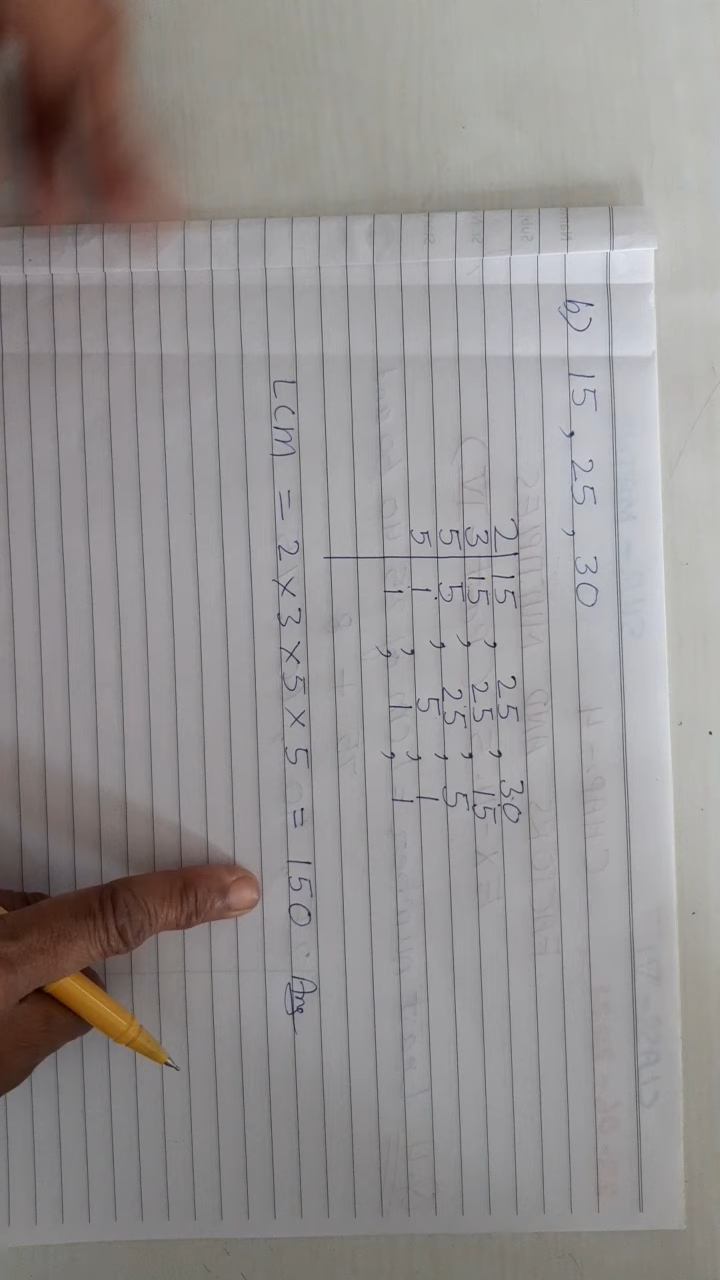 b) 15, 25, 30
2 | 15, 25, 30
3 | 15, 25, 15
5 | 5, 25, 5
5 | 1, 5, 1
1, 1, 1
LCM = 2 × 3 × 5 × 5 = 150 Ans